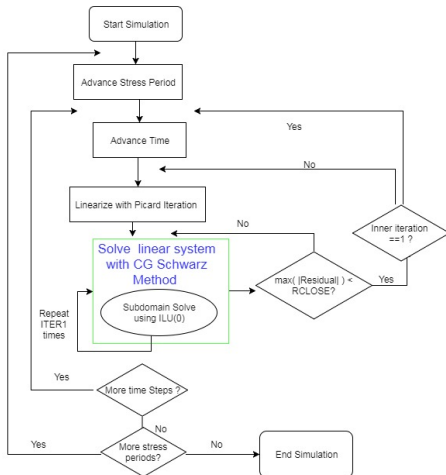 Start Simulation
Advance Stress Period
Yes
Advance Time
No
Linearize with Picard Iteration
Inner iteration
==1 ?
No
Solve linear system
with CG Schwarz
Method
max( |Residual| ) <
RCLOSE?
Yes
Subdomain Solve
using ILU(0)
Repeat
ITER1
times
Yes
More time Steps ?
No
Yes
More stress
periods?
No
End Simulation